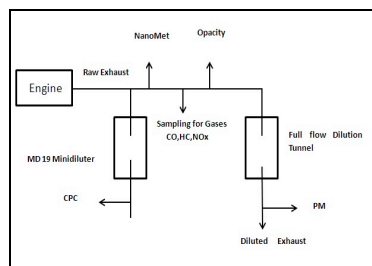 NanoMet
Opacity
Engine
Raw Exhaust
Sampling for Gases
CO,HC,NOx
MD 19 Minidiluter
Full flow Dilution
Tunnel
CPC
PM
Diluted Exhaust